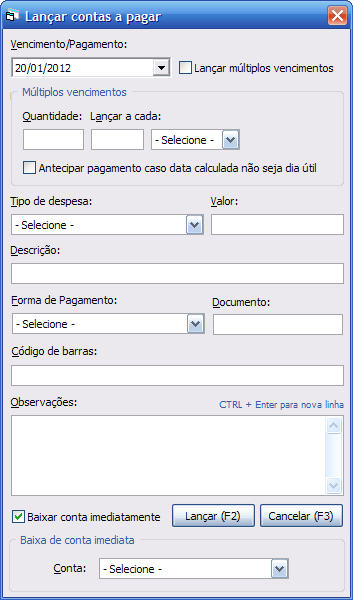 Lançar contas a pagar
Vencimento/Pagamento:
20/01/2012 Lançar múltiplos vencimentos
Múltiplos vencimentos
Quantidade: Lançar a cada:
- Selecione -
Antecipar pagamento caso data calculada não seja dia útil
Tipo de despesa: Valor:
- Selecione -
Descrição:
Forma de Pagamento: Documento:
- Selecione -
Código de barras:
Observações: CTRL + Enter para nova linha
Baixar conta imediatamente Lançar (F2) Cancelar (F3)
Baixa de conta imediata
Conta: - Selecione -